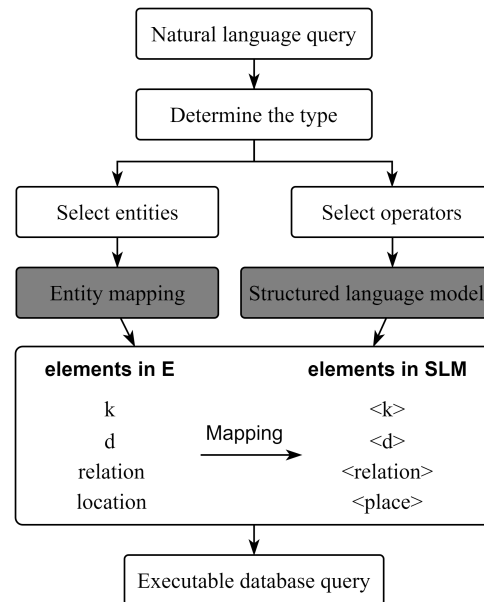 Natural language query
Determine the type
Select entities
Select operators
Entity mapping
Structured language model
elements in E
elements in SLM
k
<k>
d
Mapping
<d>
relation
<relation>
location
<place>
Executable database query